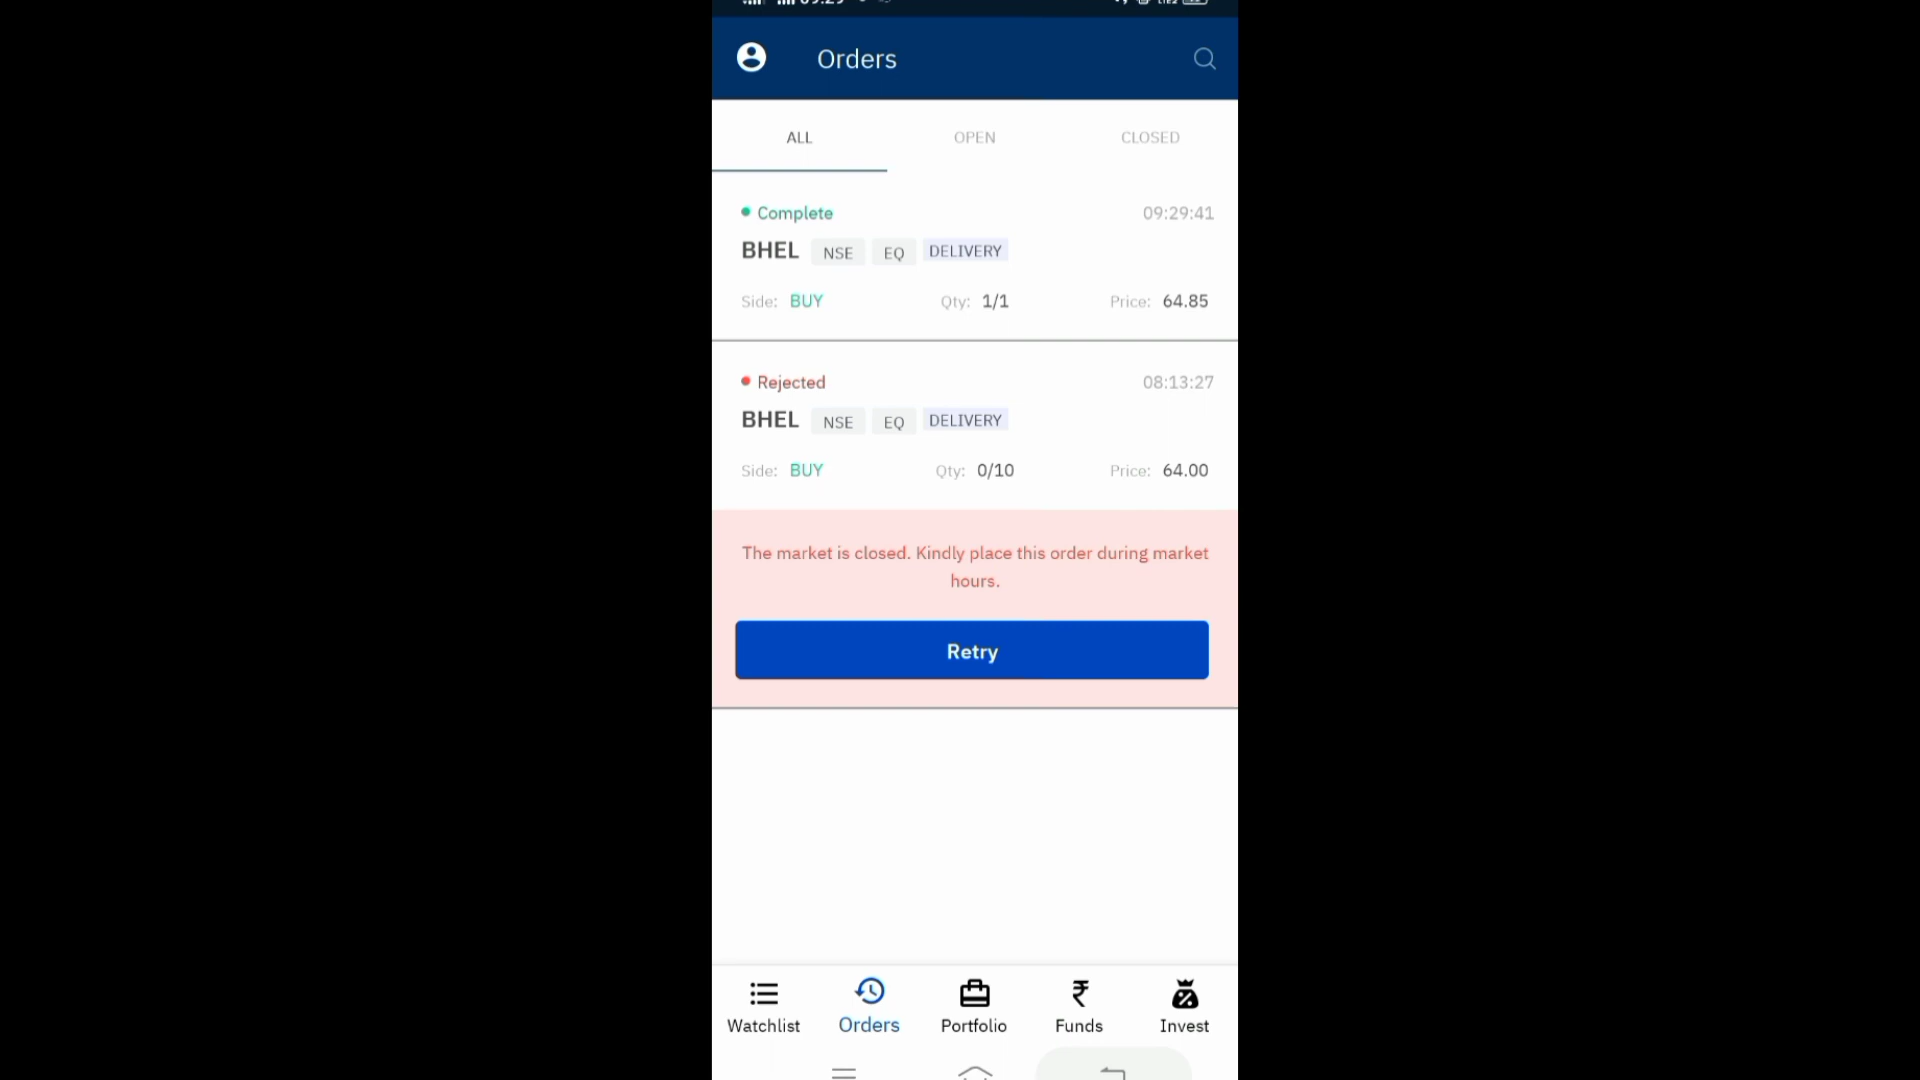 09:29
Orders
ALL OPEN CLOSED
Complete 09:29:41
BHEL NSE EQ DELIVERY
Side: BUY Qty: 1/1 Price: 64.85
Rejected 08:13:27
BHEL NSE EQ DELIVERY
Side: BUY Qty: 0/10 Price: 64.00
The market is closed. Kindly place this order during market
hours.
Retry
Watchlist Orders Portfolio Funds Invest